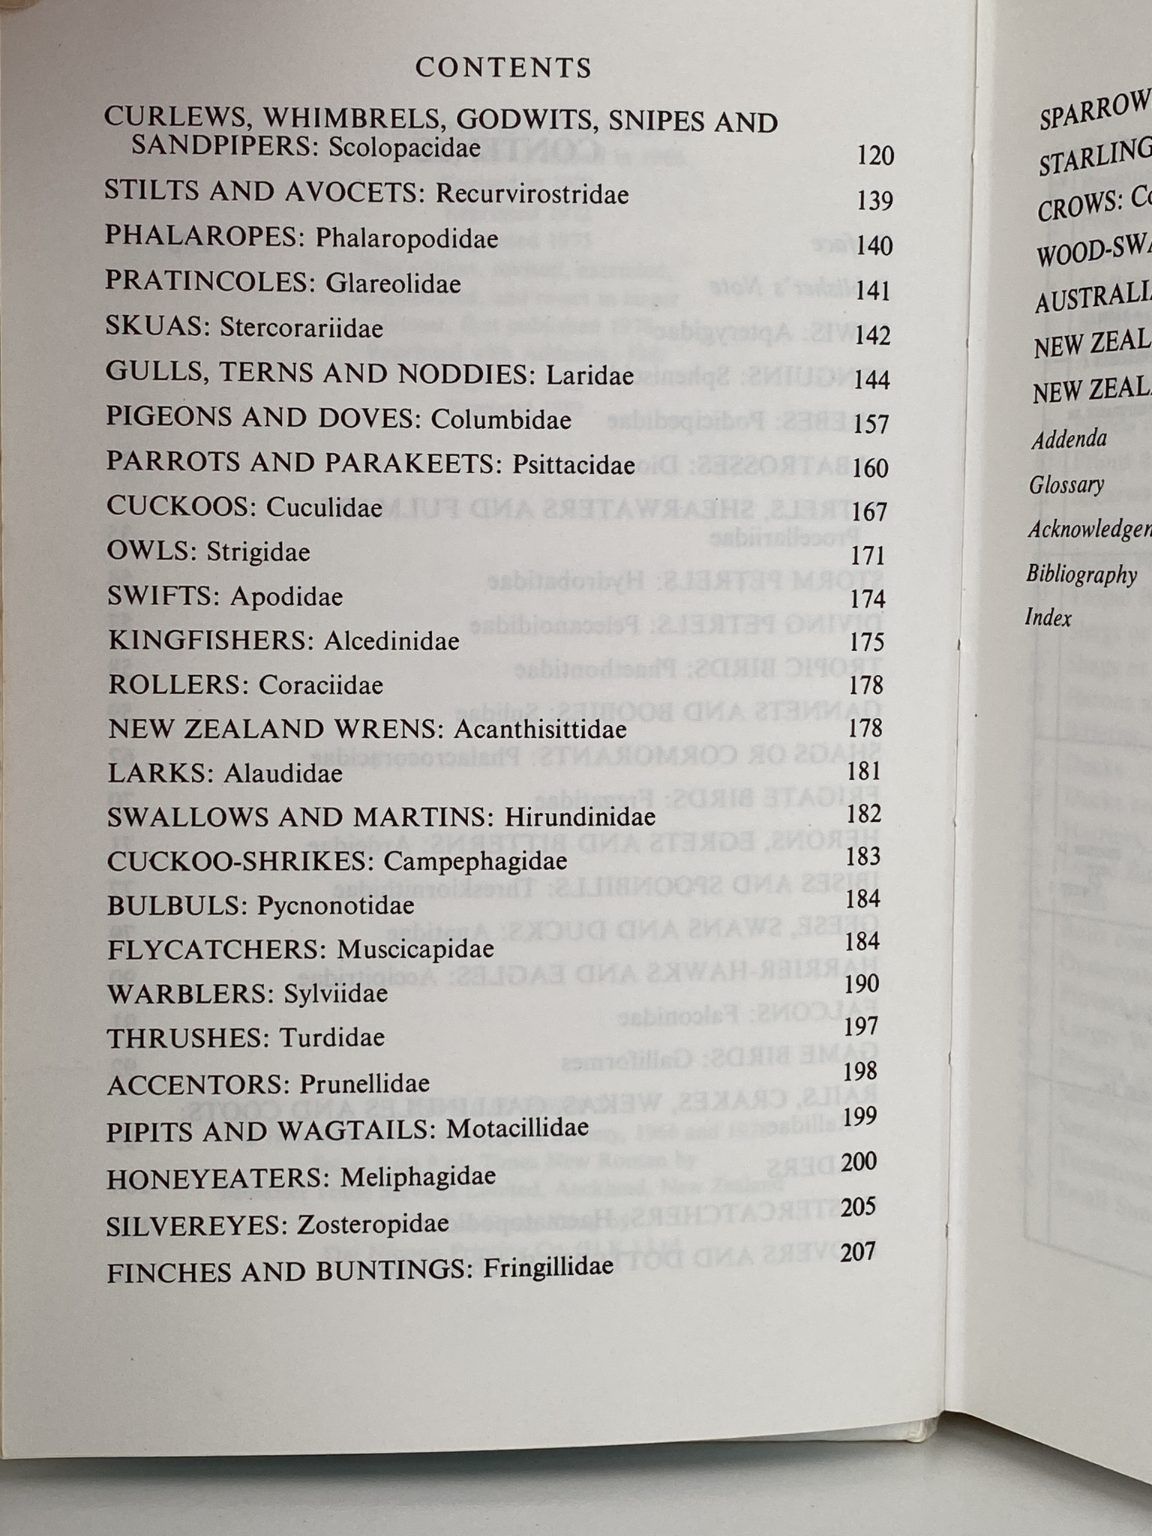 CONTENTS
CURLEWS, WHIMBRELS, GODWITS, SNIPES AND
SANDPIPERS: Scolopacidae 120
STILTS AND AVOCETS: Recurvirostridae 139
PHALAROPES: Phalaropodidae 140
PRATINCOLES: Glareolidae 141
SKUAS: Stercorariidae 142
GULLS, TERNS AND NODDIES: Laridae 144
PIGEONS AND DOVES: Columbidae 157
PARROTS AND PARAKEETS: Psittacidae 160
CUCKOOS: Cuculidae 167
OWLS: Strigidae 171
SWIFTS: Apodidae 174
KINGFISHERS: Alcedinidae 175
ROLLERS: Coraciidae 178
NEW ZEALAND WRENS: Acanthisittidae 178
LARKS: Alaudidae 181
SWALLOWS AND MARTINS: Hirundinidae 182
CUCKOO-SHRIKES: Campephagidae 183
BULBULS: Pycnonotidae 184
FLYCATCHERS: Muscicapidae 184
WARBLERS: Sylviidae 190
THRUSHES: Turdidae 197
ACCENTORS: Prunellidae 198
PIPITS AND WAGTAILS: Motacillidae 199
HONEYEATERS: Meliphagidae 200
SILVEREYES: Zosteropidae 205
FINCHES AND BUNTINGS: Fringillidae 207
SPARROW
STARLING
CROWS: Co
WOOD-SWA
AUSTRALIA
NEW ZEAL
NEW ZEALA
Addenda
Glossary
Acknowledgen
Bibliography
Index